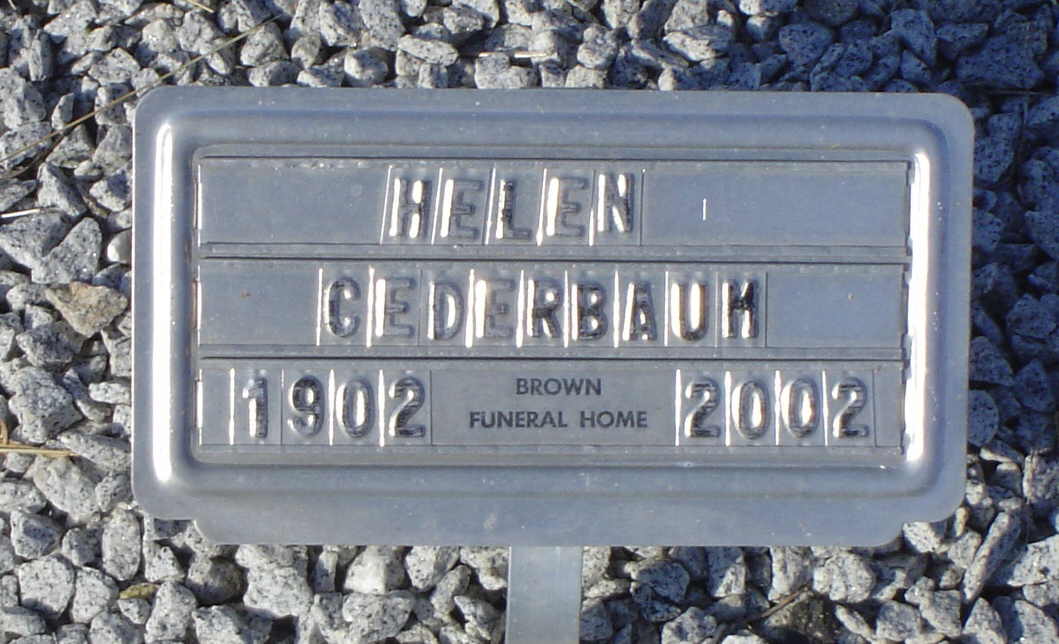 HELEN
CEDERBAUM
1902 BROWN FUNERAL HOME 2002